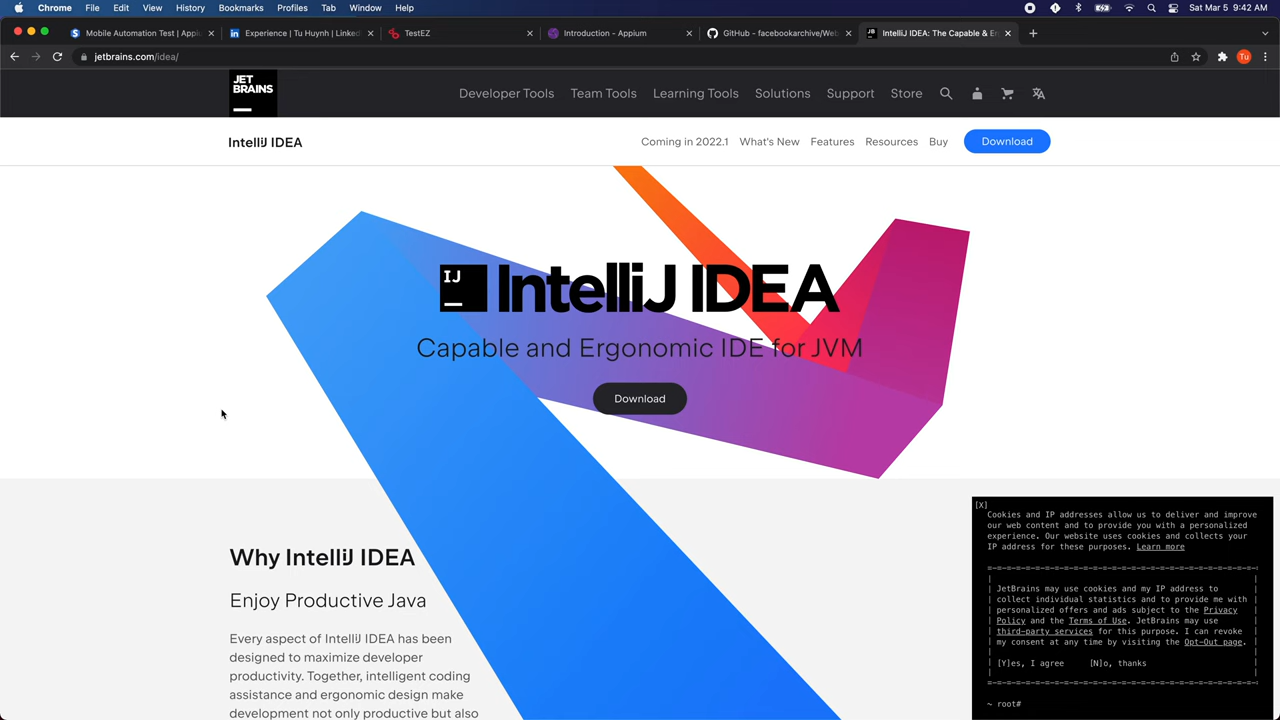 Chrome File Edit View History Bookmarks Profiles Tab Window Help Sat Mar 5 9:42 AM
Mobile Automation Test | Appiu Experience | Tu Huynh | Linked TestEZ Introduction - Appium GitHub - facebookarchive/Web IntelliJ IDEA: The Capable & E
jetbrains.com/idea/ Tu
JET
BRAINS
Developer Tools Team Tools Learning Tools Solutions Support Store
IntelliJ IDEA Coming in 2022.1 What's New Features Resources Buy Download
IJ IntelliJ IDEA
Capable and Ergonomic IDE for JVM
Download
Why IntelliJ IDEA
Enjoy Productive Java
Every aspect of IntelliJ IDEA has been
designed to maximize developer
productivity. Together, intelligent coding
assistance and ergonomic design make
development not only productive but also
[X]
Cookies and IP addresses allow us to deliver and improve
our web content and to provide you with a personalized
experience. Our website uses cookies and collects your
IP address for these purposes. Learn more
JetBrains may use cookies and my IP address to
collect individual statistics and to provide me with
personalized offers and ads subject to the Privacy
Policy and the Terms of Use. JetBrains may use
third-party services for this purpose. I can revoke
my consent at any time by visiting the Opt-Out page.
[Y]es, I agree [N]o, thanks
~ root#